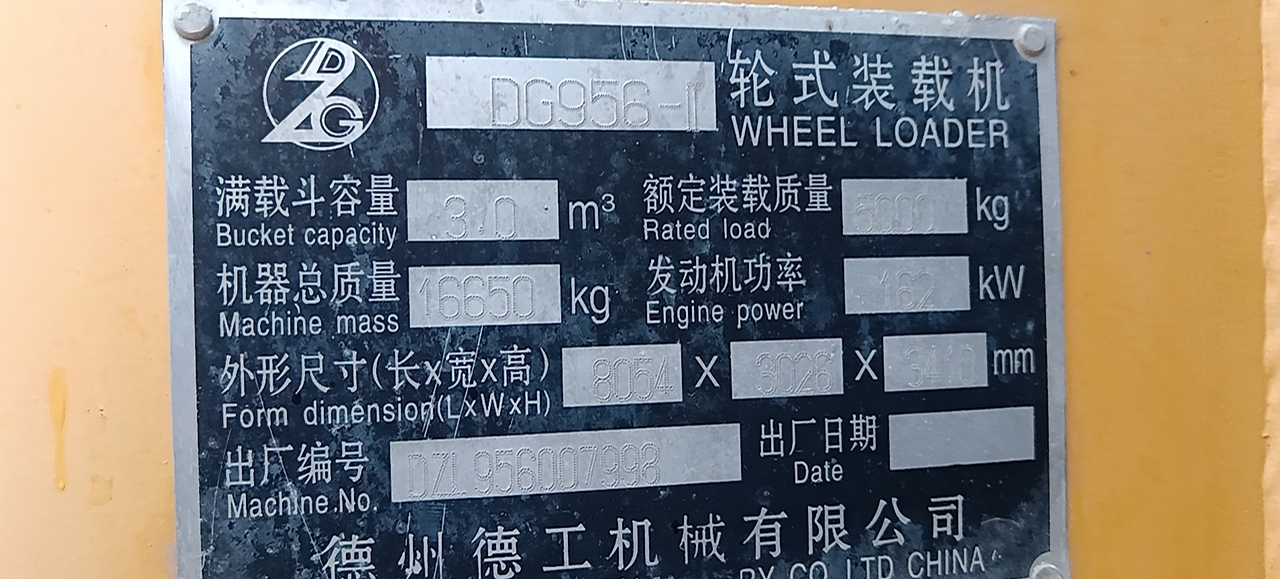 DZG DG956-II 轮式装载机
WHEEL LOADER
满载斗容量 3.0 m³ 额定装载质量 5000 kg
Bucket capacity Rated load
机器总质量 16650 kg 发动机功率 162 kW
Machine mass Engine power
外形尺寸(长x宽x高) 8054 X 3028 X 3410 mm
Form dimension(LxWxH)
出厂编号 DZL956007998 出厂日期
Machine No. Date
德州德工机械有限公司
CO.,LTD CHINA